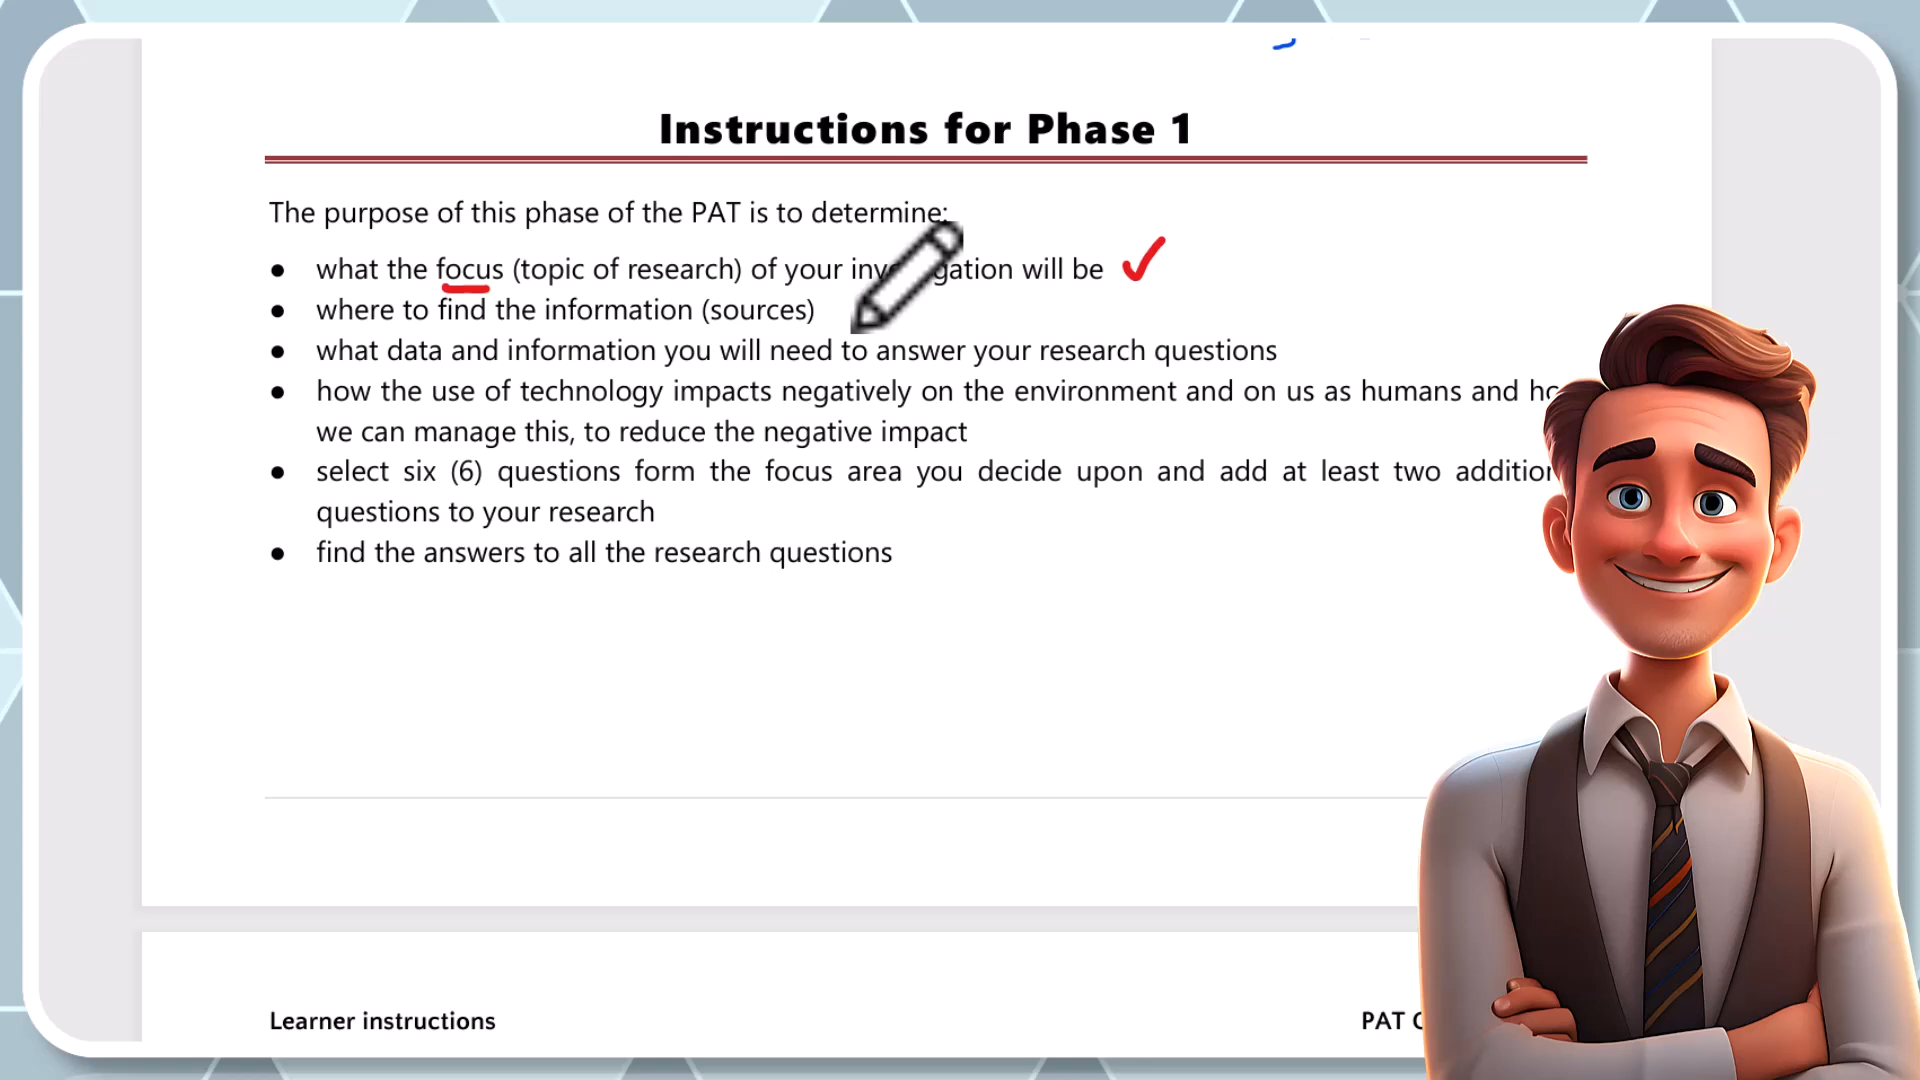 Instructions for Phase 1
The purpose of this phase of the PAT is to determine:
● what the focus (topic of research) of your investigation will be
● where to find the information (sources)
● what data and information you will need to answer your research questions
● how the use of technology impacts negatively on the environment and on us as humans and
we can manage this, to reduce the negative impact
● select six (6) questions form the focus area you decide upon and add at least two
questions to your research
● find the answers to all the research questions
Learner instructions
PAT